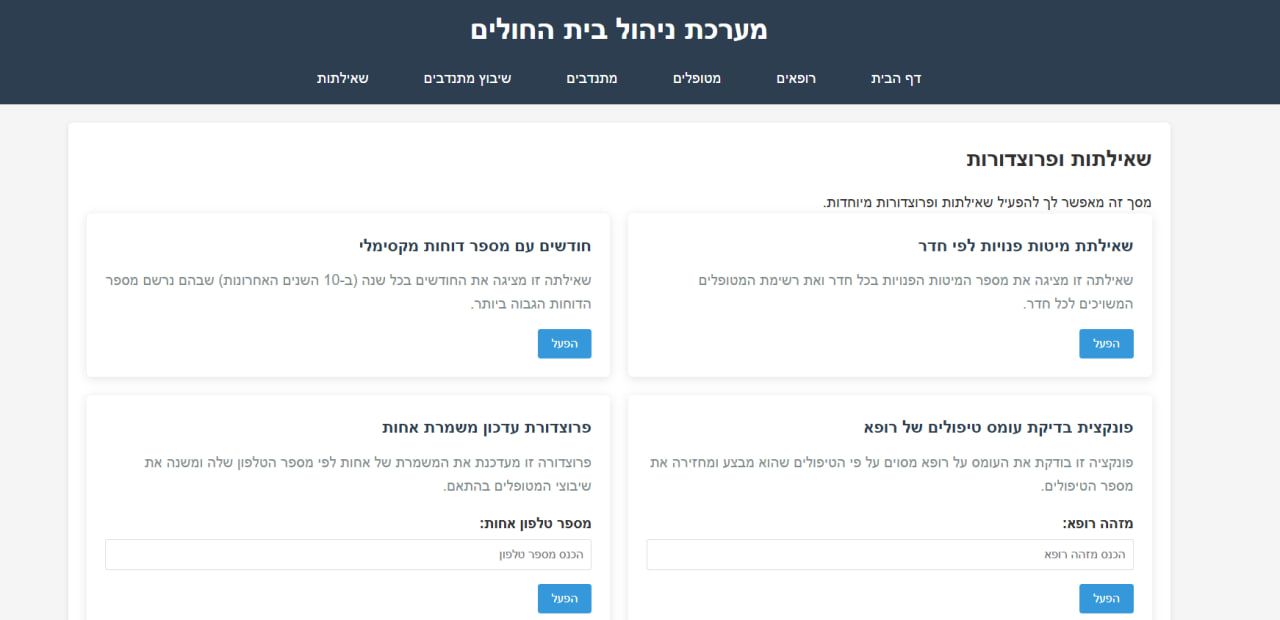 מערכת ניהול בית החולים
דף הבית רופאים מטופלים מתנדבים שיבוץ מתנדבים שאילתות
שאילתות ופרוצדורות
מסך זה מאפשר לך להפעיל שאילתות ופרוצדורות מיוחדות.
שאילתת מיטות פנויות לפי חדר
שאילתה זו מציגה את מספר המיטות הפנויות בכל חדר ואת רשימת המטופלים
המשויכים לכל חדר.
הפעל
חודשים עם מספר דוחות מקסימלי
שאילתה זו מציגה את החודשים בכל שנה (ב-10 השנים האחרונות) שבהם נרשם מספר
הדוחות הגבוה ביותר.
הפעל
פונקצית בדיקת עומס טיפולים של רופא
פונקציה זו בודקת את העומס על רופא מסוים על פי הטיפולים שהוא מבצע ומחזירה את
מספר הטיפולים.
מזהה רופא:
הכנס מזהה רופא
הפעל
פרוצדורת עדכון משמרת אחות
פרוצדורה זו מעדכנת את המשמרת של אחות לפי מספר הטלפון שלה ומשנה את
שיבוצי המטופלים בהתאם.
מספר טלפון אחות:
הכנס מספר טלפון
הפעל